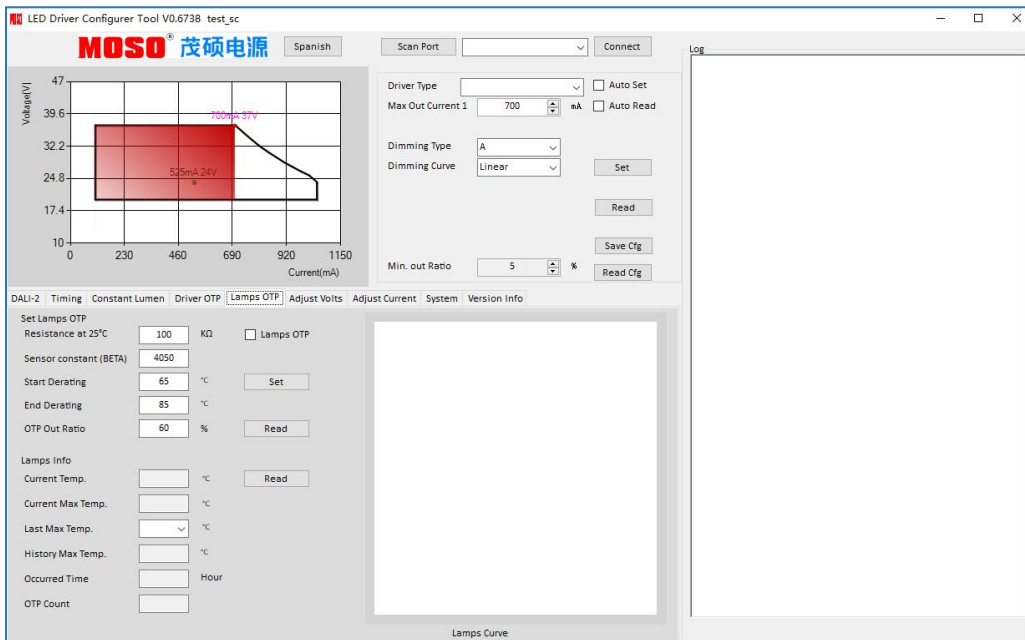 LED Driver Configurer Tool V0.6738 test_sc
MOSO® 茂硕电源
Spanish
Scan Port
Connect
Voltage(V)
47
39.6
32.2
24.8
17.4
10
700mA 37V
525mA 24V
0 230 460 690 920 1150
Current(mA)
Driver Type
Auto Set
Max Out Current 1 700 mA
Auto Read
Dimming Type A
Dimming Curve Linear
Set
Read
Save Cfg
Min. out Ratio 5 %
Read Cfg
Log
DALI-2 Timing Constant Lumen Driver OTP Lamps OTP Adjust Volts Adjust Current System Version Info
Set Lamps OTP
Resistance at 25°C 100 KΩ Lamps OTP
Sensor constant (BETA) 4050
Start Derating 65 °C Set
End Derating 85 °C
OTP Out Ratio 60 % Read
Lamps Info
Current Temp. °C Read
Current Max Temp. °C
Last Max Temp. °C
History Max Temp. °C
Occurred Time Hour
OTP Count
Lamps Curve